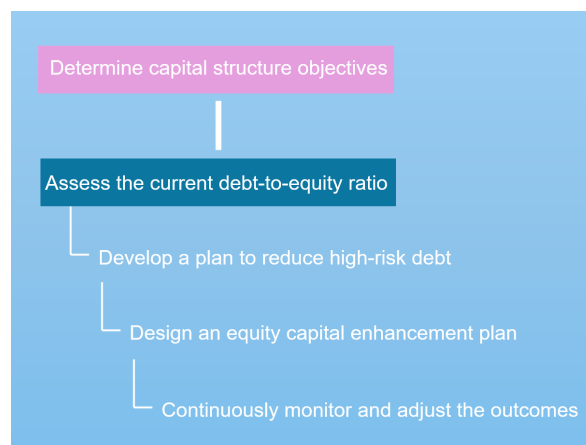 Determine capital structure objectives
Assess the current debt-to-equity ratio
Develop a plan to reduce high-risk debt
Design an equity capital enhancement plan
Continuously monitor and adjust the outcomes